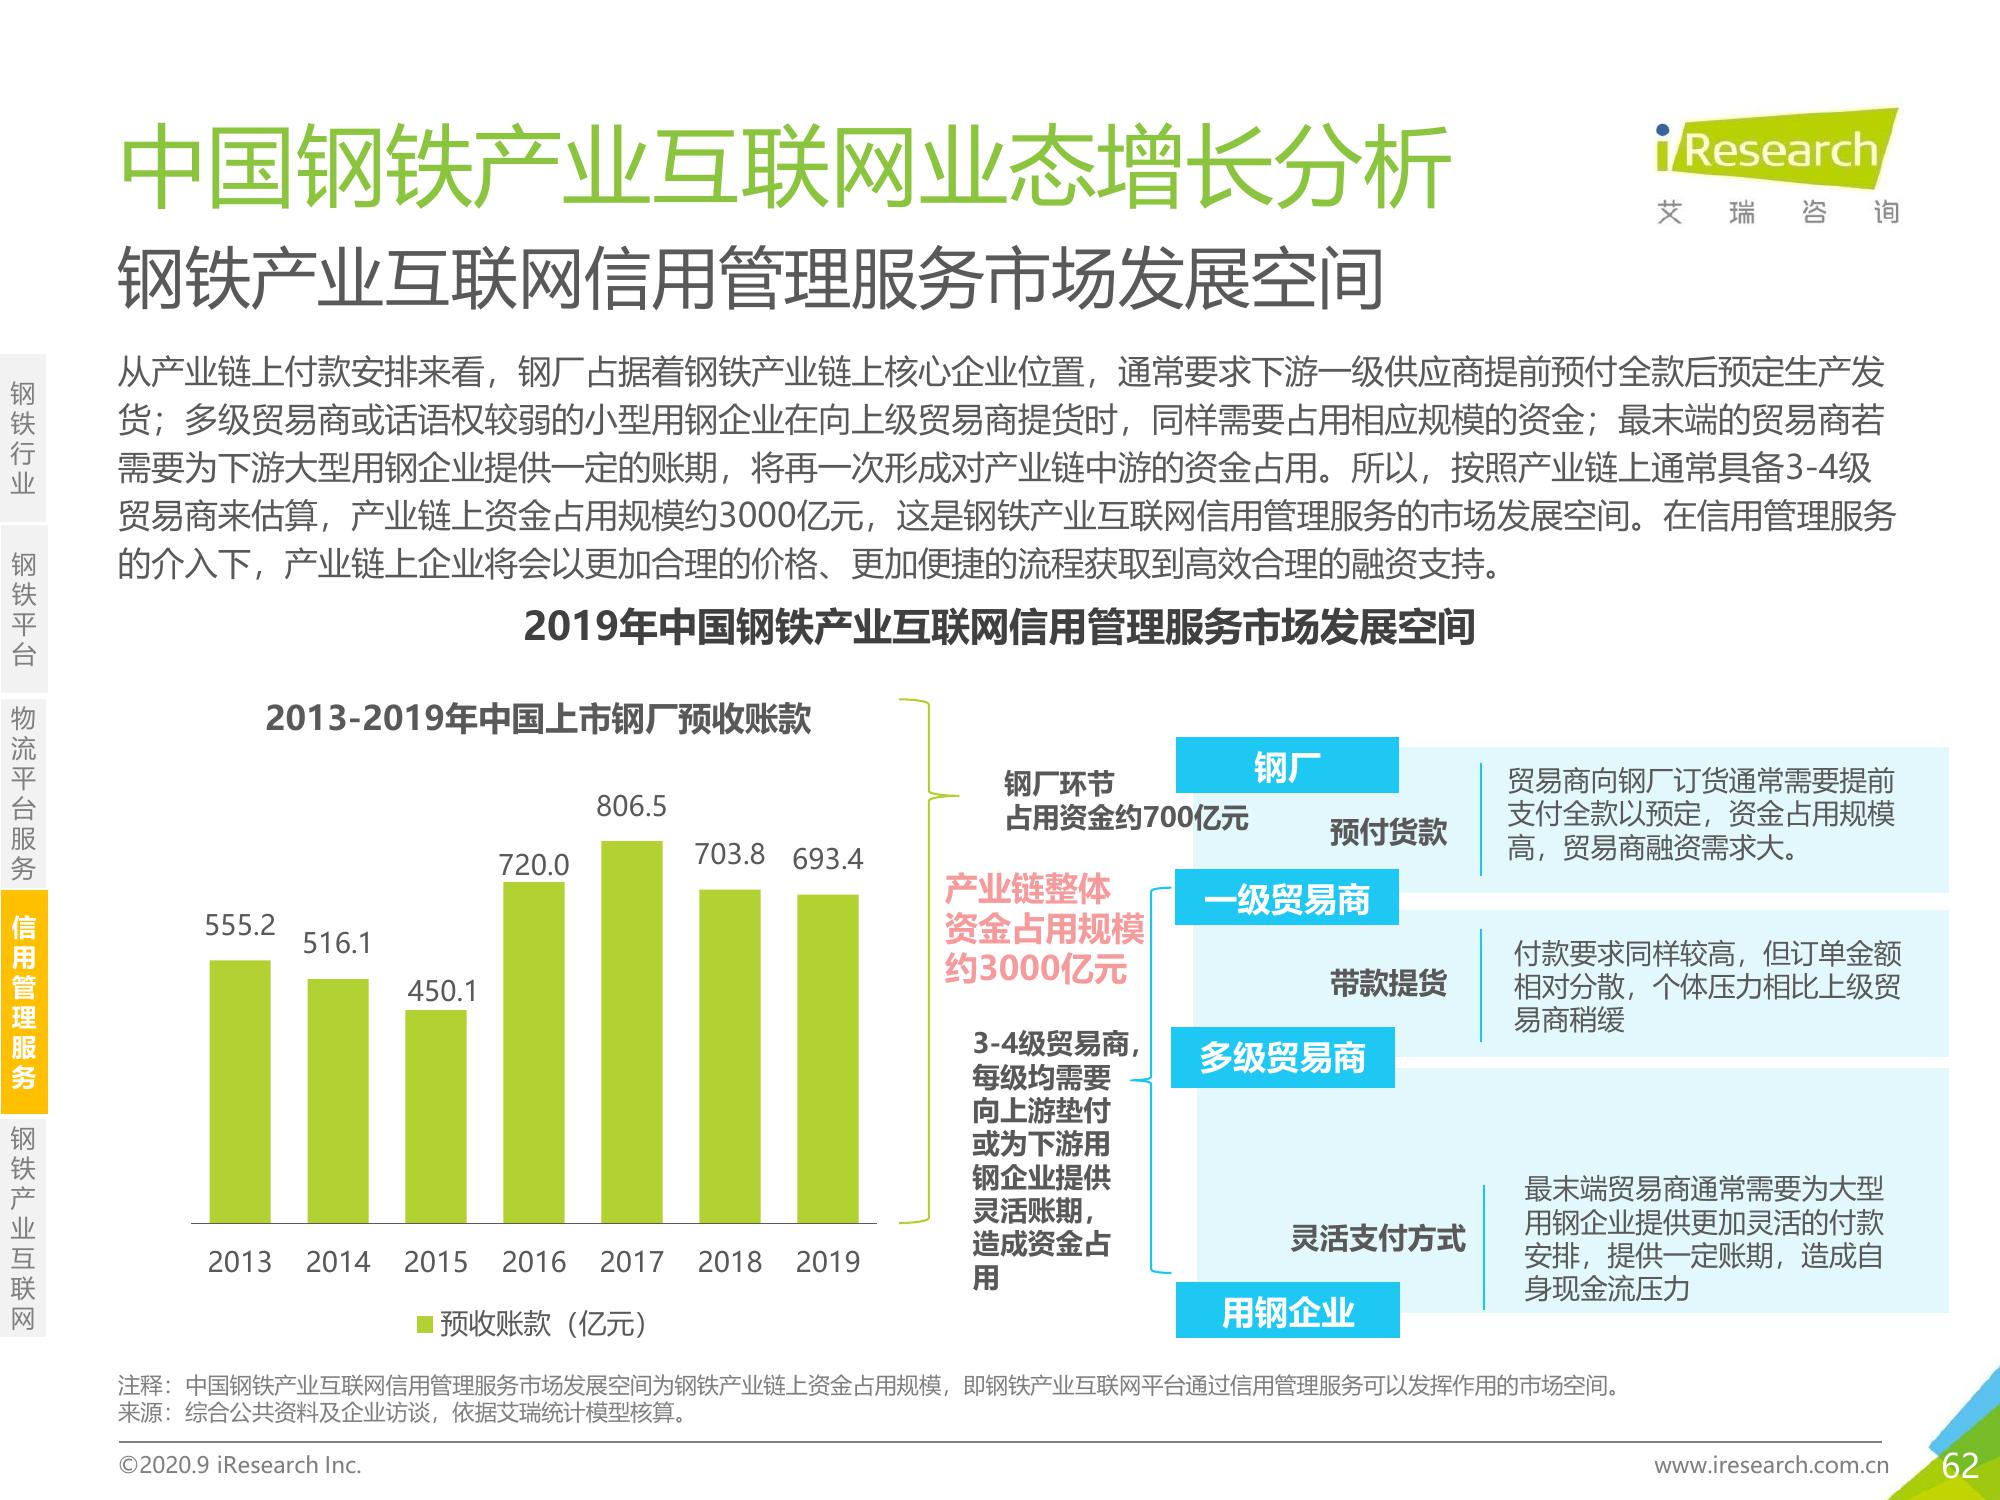 中国钢铁产业互联网业态增长分析
iResearch
艾瑞咨询
钢铁产业互联网信用管理服务市场发展空间
从产业链上付款安排来看，钢厂占据着钢铁产业链上核心企业位置，通常要求下游一级供应商提前预付全款后预定生产发
货；多级贸易商或话语权较弱的小型用钢企业在向上级贸易商提货时，同样需要占用相应规模的资金；最末端的贸易商若
需要为下游大型用钢企业提供一定的账期，将再一次形成对产业链中游的资金占用。所以，按照产业链上通常具备3-4级
贸易商来估算，产业链上资金占用规模约3000亿元，这是钢铁产业互联网信用管理服务的市场发展空间。在信用管理服务
的介入下，产业链上企业将会以更加合理的价格、更加便捷的流程获取到高效合理的融资支持。
钢铁行业
钢铁平台
物流平台服务
信用管理服务
钢铁产业互联网
2019年中国钢铁产业互联网信用管理服务市场发展空间
2013-2019年中国上市钢厂预收账款
555.2
516.1
450.1
720.0
806.5
703.8
693.4
2013
2014
2015
2016
2017
2018
2019
预收账款（亿元）
钢厂环节
占用资金约700亿元
产业链整体
资金占用规模
约3000亿元
3-4级贸易商，
每级均需要
向上游垫付
或为下游用
钢企业提供
灵活账期，
造成资金占
用
钢厂
预付货款
贸易商向钢厂订货通常需要提前
支付全款以预定，资金占用规模
高，贸易商融资需求大。
一级贸易商
带款提货
付款要求同样较高，但订单金额
相对分散，个体压力相比上级贸
易商稍缓
多级贸易商
灵活支付方式
最末端贸易商通常需要为大型
用钢企业提供更加灵活的付款
安排，提供一定账期，造成自
身现金流压力
用钢企业
注释：中国钢铁产业互联网信用管理服务市场发展空间为钢铁产业链上资金占用规模，即钢铁产业互联网平台通过信用管理服务可以发挥作用的市场空间。
来源：综合公共资料及企业访谈，依据艾瑞统计模型核算。
©2020.9 iResearch Inc.
www.iresearch.com.cn
62